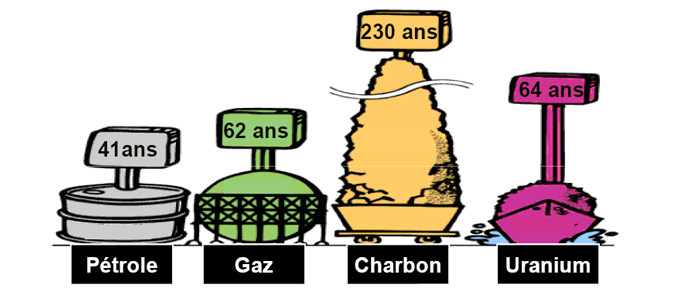 230 ans
64 ans
62 ans
41ans
Pétrole
Gaz
Charbon
Uranium